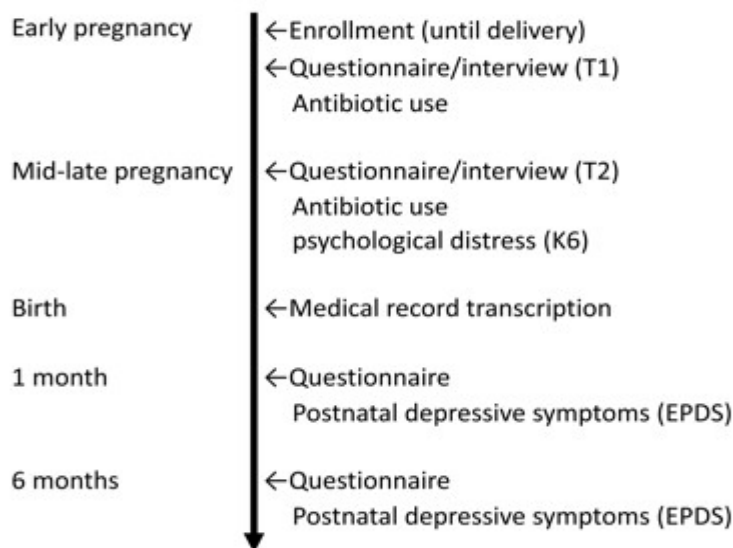 Early pregnancy ←Enrollment (until delivery)
←Questionnaire/interview (T1)
Antibiotic use
Mid-late pregnancy ←Questionnaire/interview (T2)
Antibiotic use
psychological distress (K6)
Birth ←Medical record transcription
1 month ←Questionnaire
Postnatal depressive symptoms (EPDS)
6 months ←Questionnaire
Postnatal depressive symptoms (EPDS)